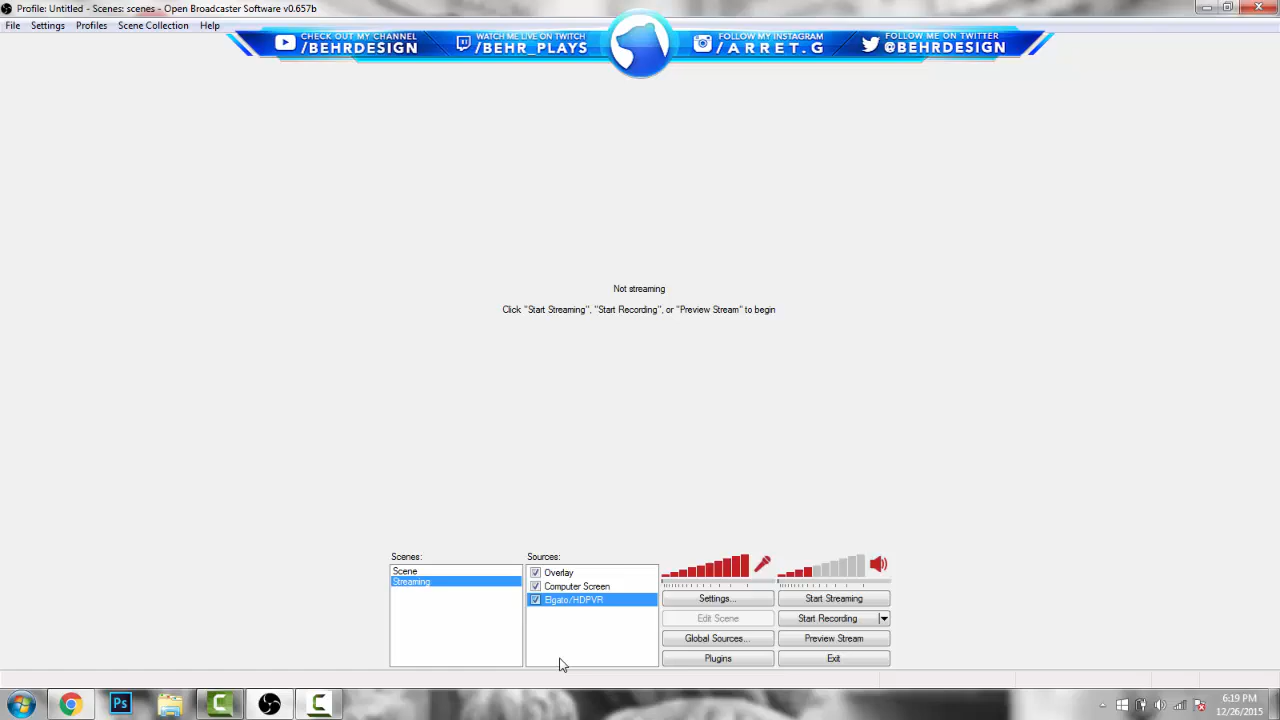 Profile: Untitled - Scenes: scenes - Open Broadcaster Software v0.657b
File Settings Profiles Scene Collection Help
CHECK OUT MY CHANNEL
/BEHRDESIGN
WATCH ME LIVE ON TWITCH
/BEHR_PLAYS
FOLLOW MY INSTAGRAM
/ARRET.G
FOLLOW ME ON TWITTER
@BEHRDESIGN
Not streaming
Click "Start Streaming", "Start Recording", or "Preview Stream" to begin
Scenes:
Scene
Streaming
Sources:
Overlay
Computer Screen
Elgato/HDPVR
Settings...
Start Streaming
Edit Scene
Start Recording
Global Sources...
Preview Stream
Plugins
Exit
Ps
6:19 PM
12/26/2015